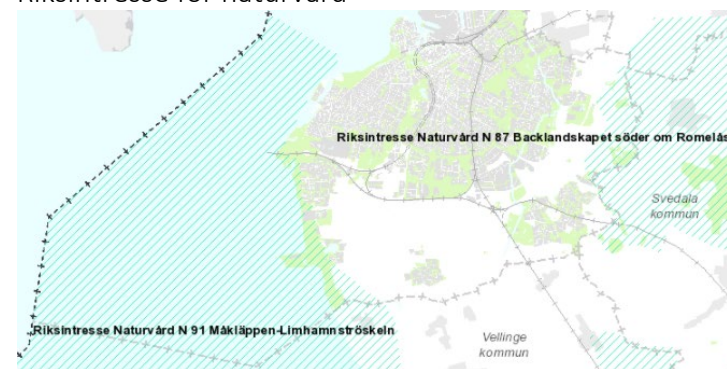 Riksintresse för naturvård
Riksintresse Naturvård N 87 Backlandskapet söder om Romelås
Svedala
kommun
Riksintresse Naturvård N 91 Måkläppen-Limhamnströskeln
Vellinge
kommun